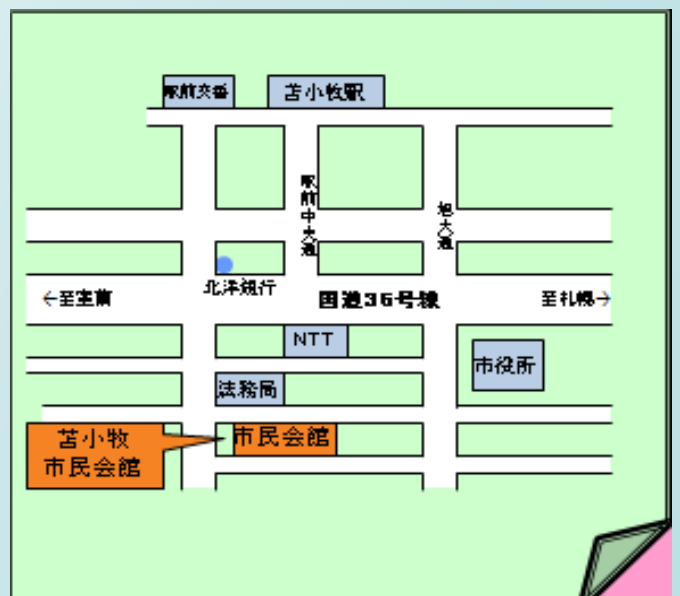 駅前交番
苫小牧駅
駅前中央通
旭大通
北洋銀行
←至室蘭
国道36号線
至札幌→
NTT
市役所
法務局
苫小牧
市民会館
市民会館